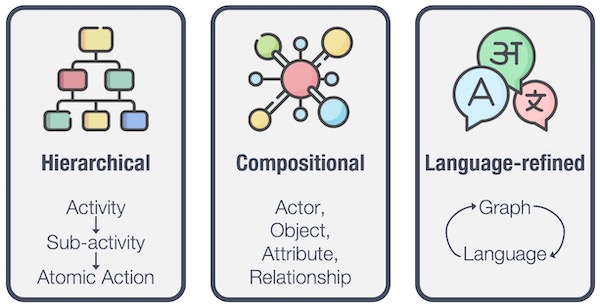 अ
A
文
Hierarchical
Activity
Sub-activity
Atomic Action
Compositional
Actor,
Object,
Attribute,
Relationship
Language-refined
Graph
Language